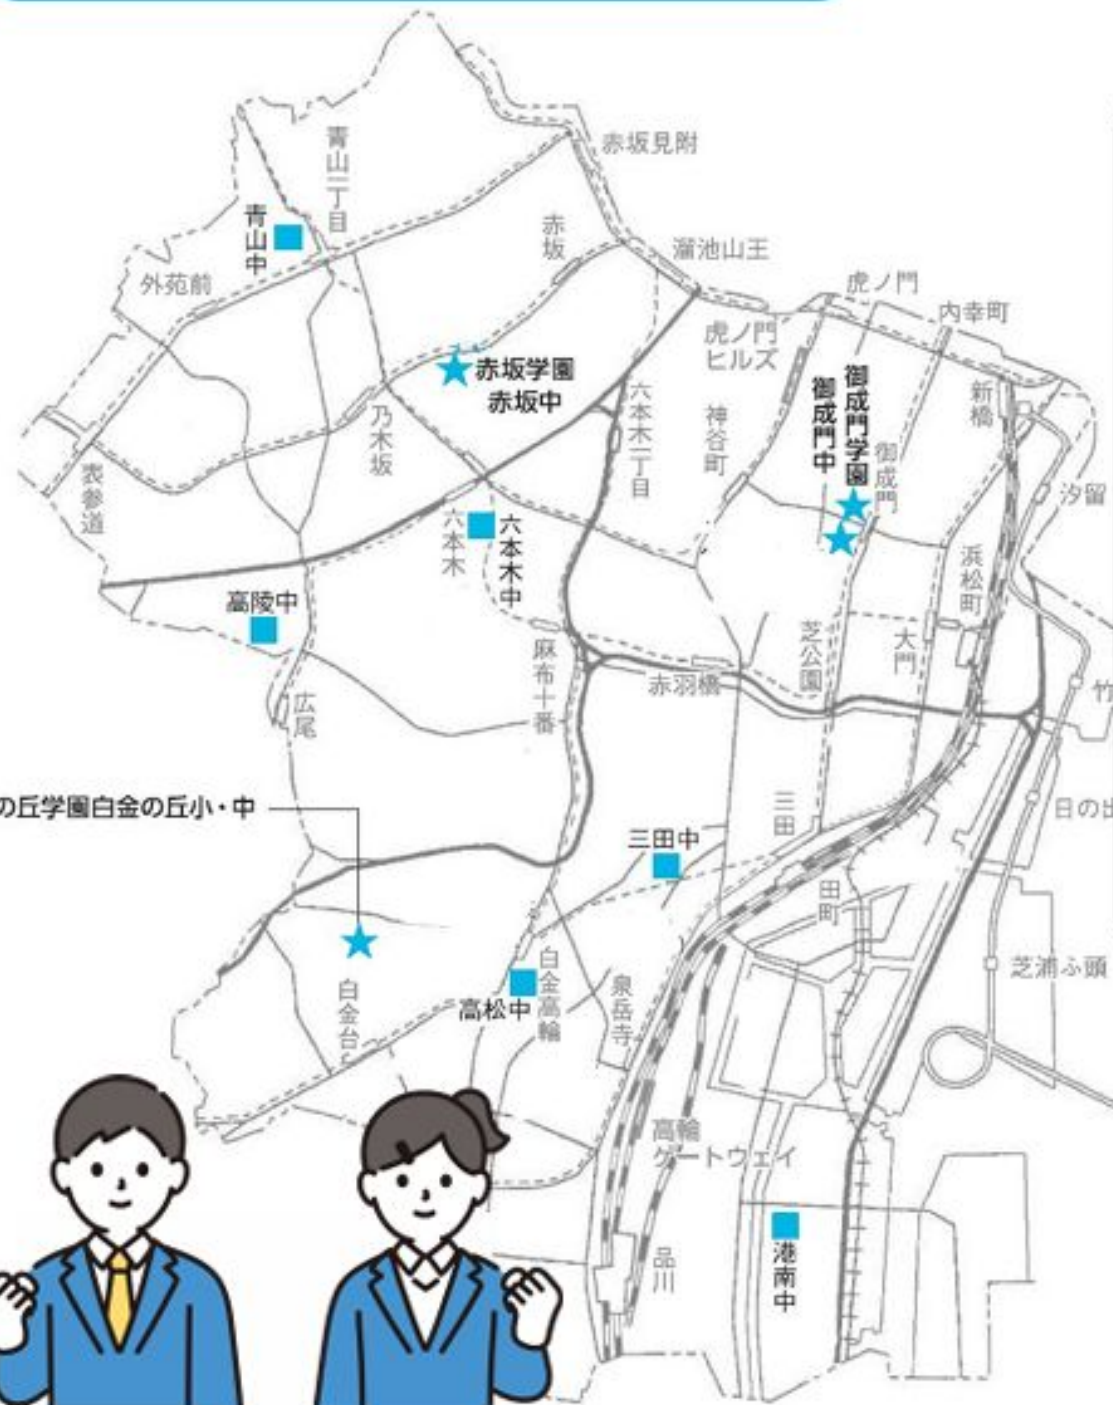 赤坂見附
青山一丁目
青山中
外苑前
赤坂
溜池山王
虎ノ門
内幸町
虎ノ門
ヒルズ
新橋
赤坂学園
赤坂中
御成門学園
御成門中
御成門
乃木坂
六本木一丁目
神谷町
表参道
汐留
六本木
六本木中
浜松町
高陵中
芝公園
大門
麻布十番
赤羽橋
竹
広尾
の丘学園白金の丘小・中
三田中
三田
日の出
田町
芝浦ふ頭
白金台
高松中
白金高輪
泉岳寺
高輪
ゲートウェイ
品川
港南中